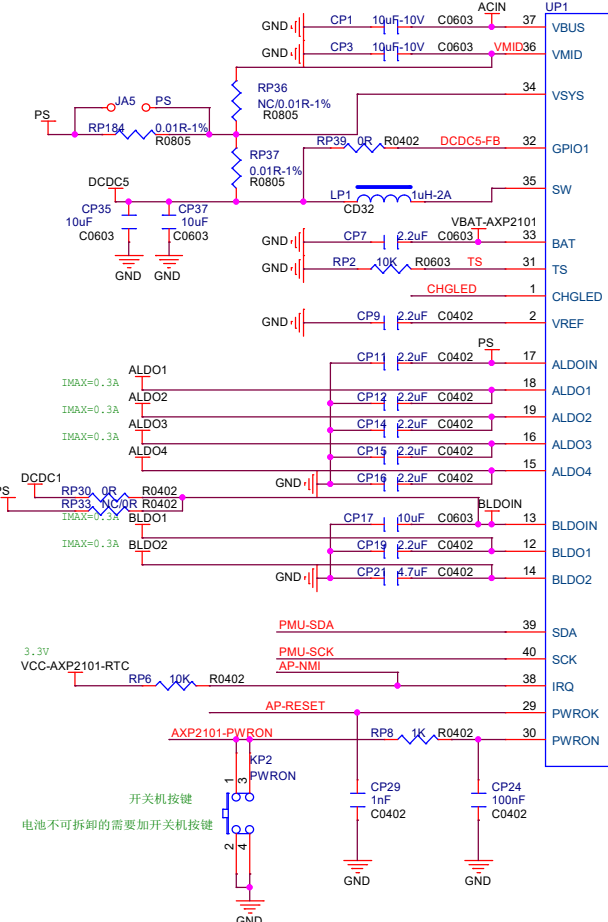 ACIN UP1
GND CP1 10uF-10V C0603 37 VBUS
GND CP3 10uF-10V C0603 VMID 36 VMID
RP36
NC/0.01R-1%
R0805
34 VSYS
JA5 PS
PS
RP184 0.01R-1%
R0805
RP39 0R R0402 DCDC5-FB 32 GPIO1
RP37
0.01R-1%
R0805
DCDC5
LP1 1uH-2A 35 SW
CD32
CP35 CP37
10uF 10uF
C0603 C0603
GND GND
VBAT-AXP2101
GND CP7 2.2uF C0603 33 BAT
GND RP2 10K R0603 TS 31 TS
CHGLED 1 CHGLED
GND CP9 2.2uF C0402 2 VREF
PS
CP11 2.2uF C0402 17 ALDOIN
ALDO1
IMAX=0.3A 18 ALDO1
ALDO2 CP12 2.2uF C0402
IMAX=0.3A 19 ALDO2
ALDO3 CP14 2.2uF C0402
IMAX=0.3A 16 ALDO3
ALDO4 CP15 2.2uF C0402
15 ALDO4
GND CP16 2.2uF C0402
DCDC1
PS RP30 0R R0402
RP33 NC/0R R0402
BLDOIN
IMAX=0.3A BLDO1 CP17 10uF C0603 13 BLDOIN
IMAX=0.3A BLDO2 CP19 2.2uF C0402 12 BLDO1
GND CP21 4.7uF C0402 14 BLDO2
PMU-SDA 39 SDA
3.3V PMU-SCK 40 SCK
VCC-AXP2101-RTC AP-NMI
RP6 10K R0402 38 IRQ
AP-RESET 29 PWROK
AXP2101-PWRON RP8 1K R0402 30 PWRON
KP2
PWRON
1 3
开关机按键
电池不可拆卸的需要加开关机按键
2 4
CP29 CP24
1nF 100nF
C0402 C0402
GND GND
GND